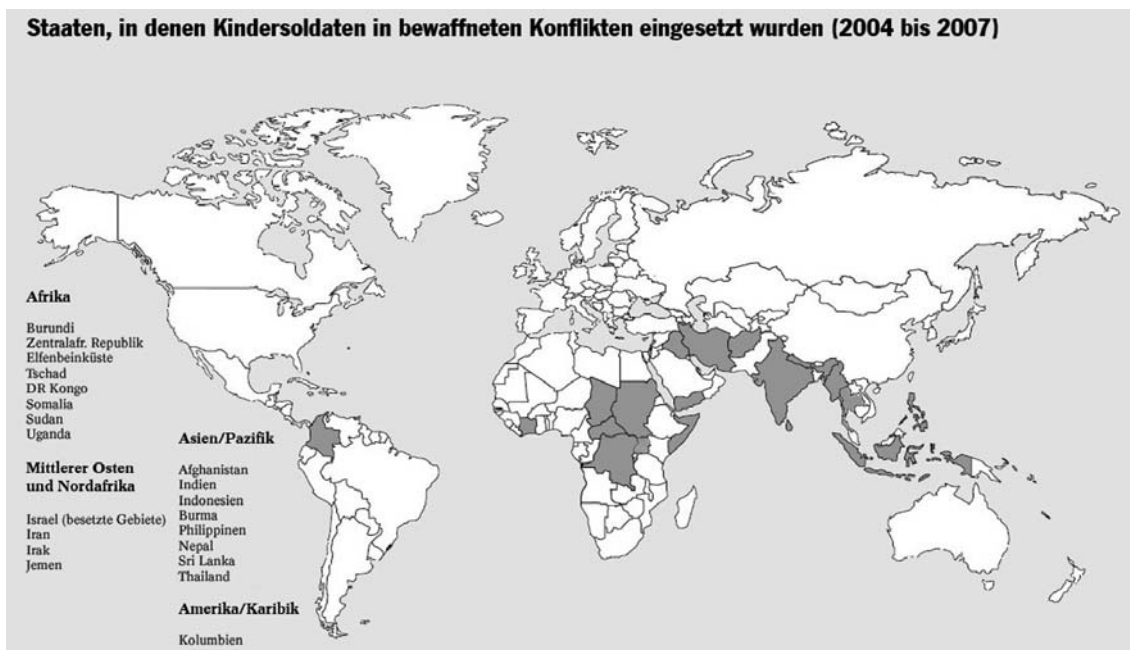 Staaten, in denen Kindersoldaten in bewaffneten Konflikten eingesetzt wurden (2004 bis 2007)
Afrika
Burundi
Zentralafr. Republik
Elfenbeinküste
Tschad
DR Kongo
Somalia
Sudan
Uganda
Mittlerer Osten
und Nordafrika
Israel (besetzte Gebiete)
Iran
Irak
Jemen
Asien/Pazifik
Afghanistan
Indien
Indonesien
Burma
Philippinen
Nepal
Sri Lanka
Thailand
Amerika/Karibik
Kolumbien